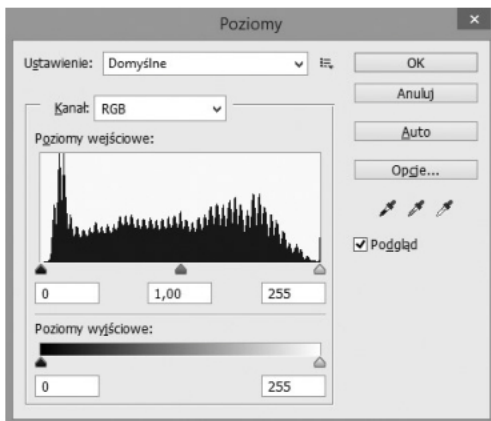 Poziomy
×
Ustawienie: Domyślne
OK
Anuluj
Kanał: RGB
Auto
Poziomy wejściowe:
Opcje...
Podgląd
0 1,00 255
Poziomy wyjściowe:
0 255